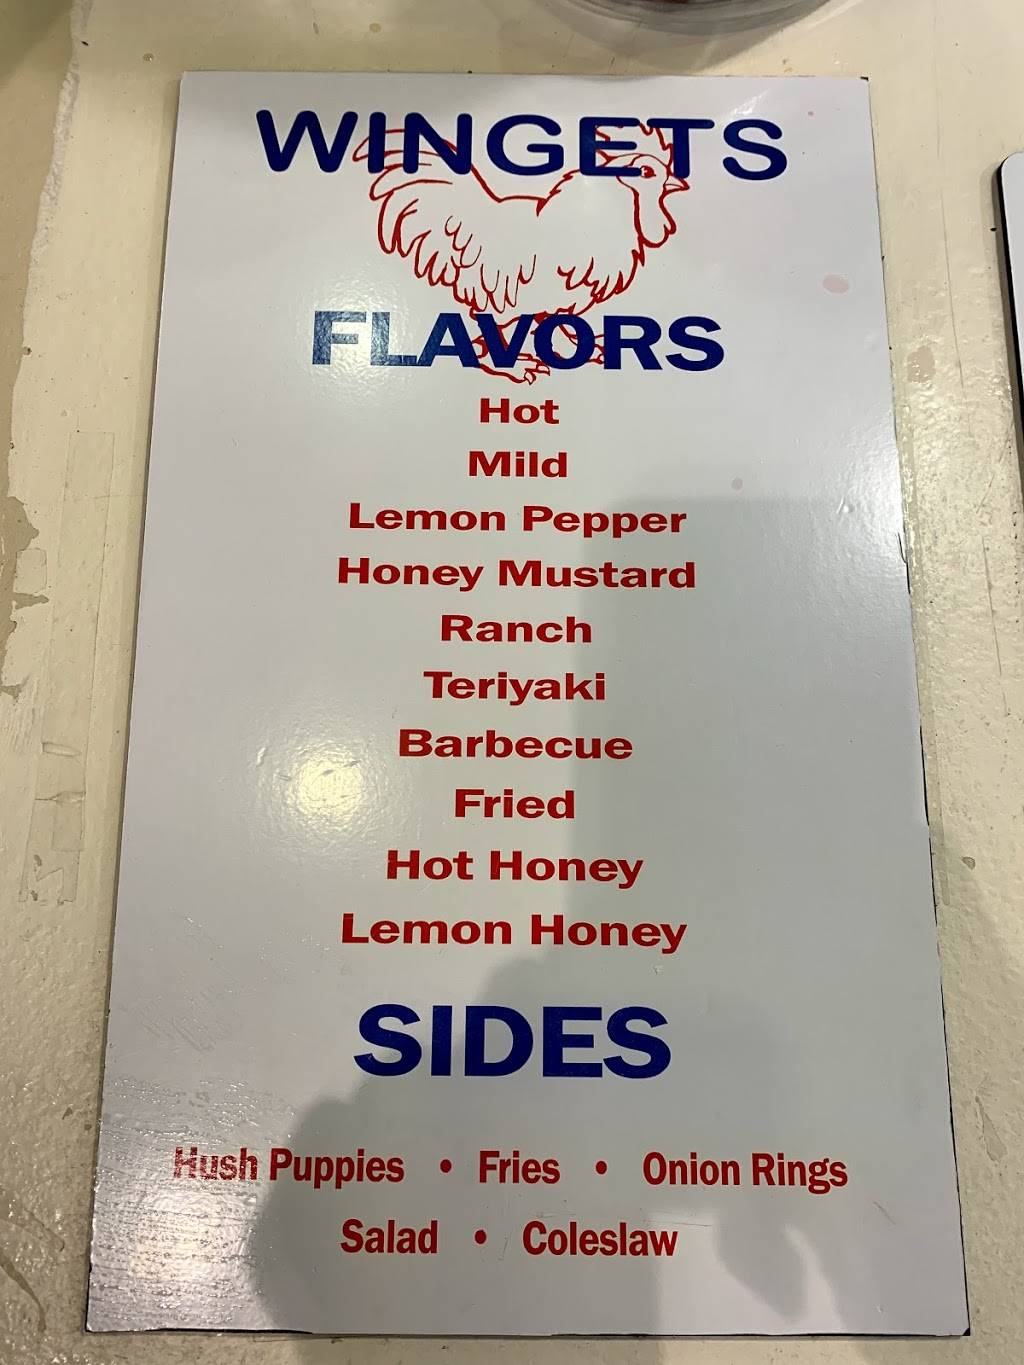 WINGETS
FLAVORS
Hot
Mild
Lemon Pepper
Honey Mustard
Ranch
Teriyaki
Barbecue
Fried
Hot Honey
Lemon Honey
SIDES
Hush Puppies • Fries • Onion Rings
Salad • Coleslaw